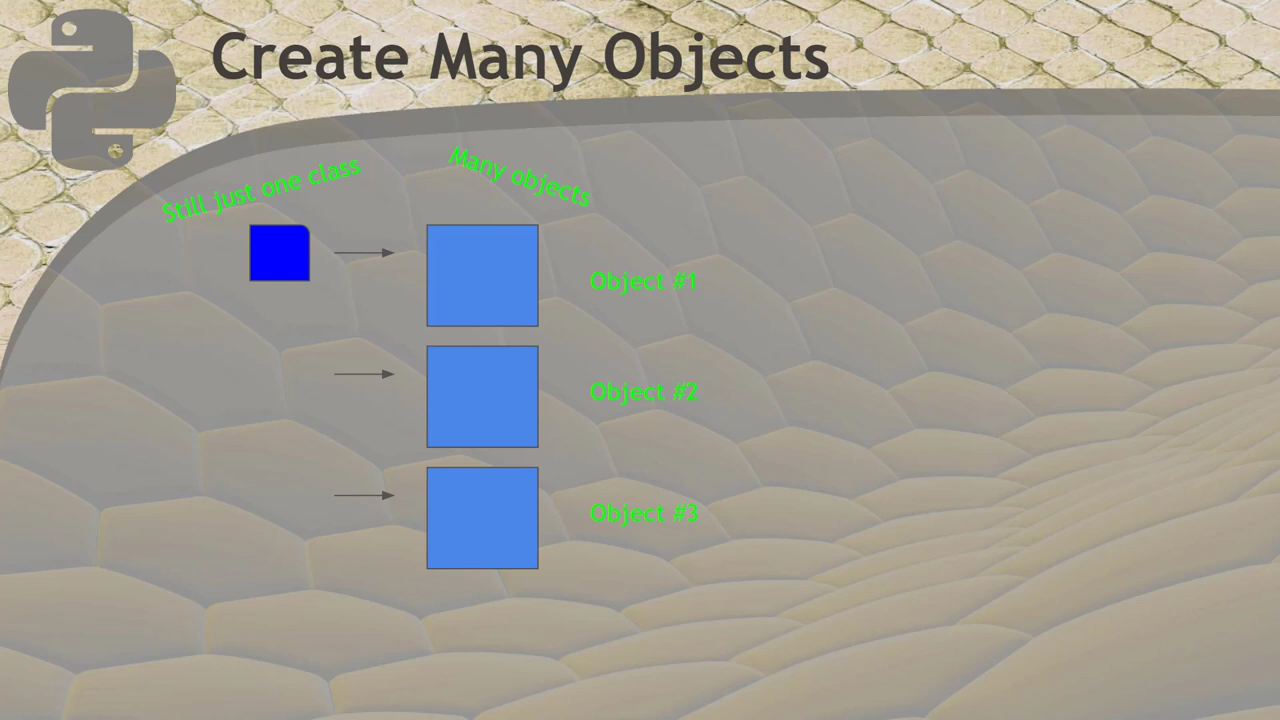 Create Many Objects
Still just one class
Many objects
Object #1
Object #2
Object #3